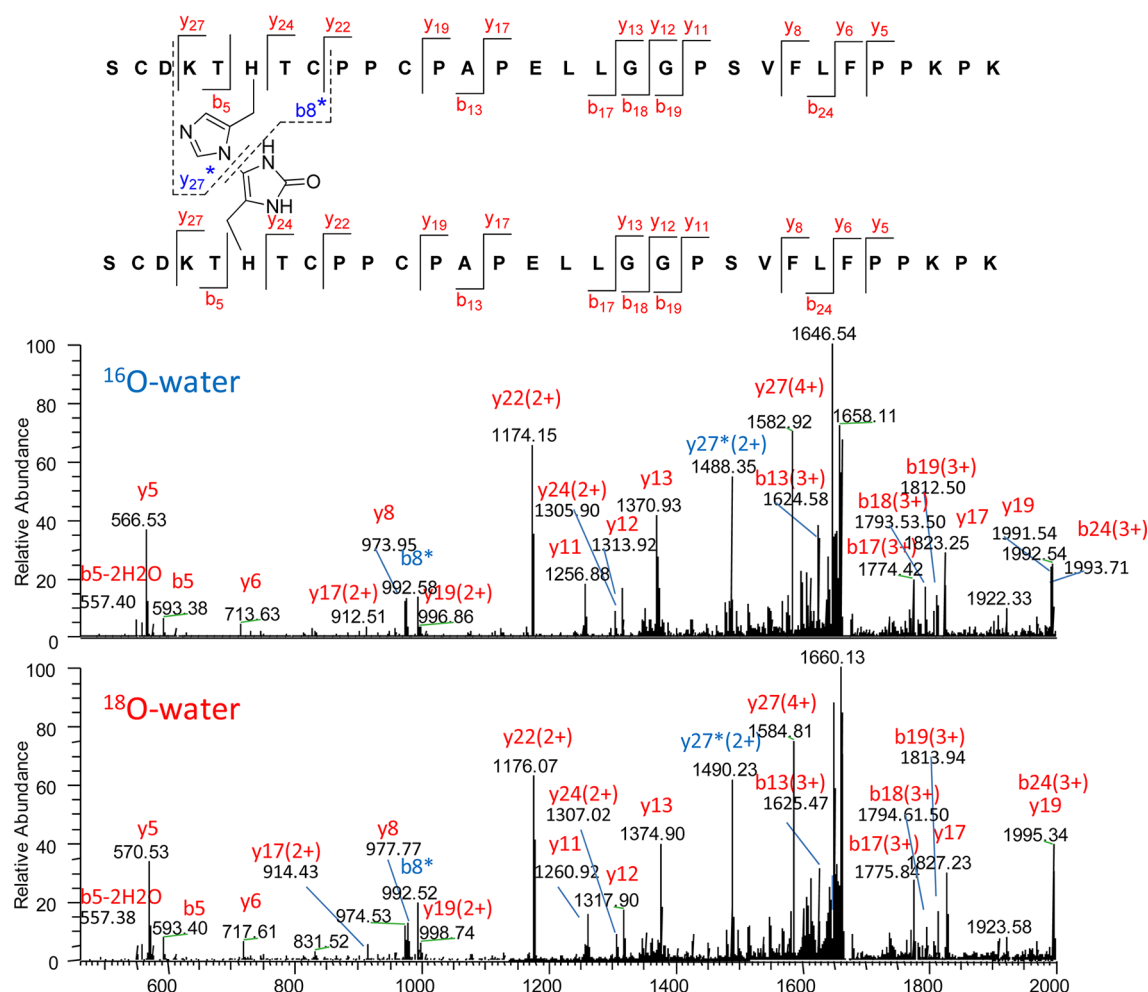 y27 y24 y22 y19 y17 y13 y12 y11 y8 y6 y5
S C D K T H T C P P C P A P E L L G G P S V F L F P P K P K
b5 b8* b13 b17 b18 b19 b24
N
N
H
N
y27*
O
NH
y27 y24 y22 y19 y17 y13 y12 y11 y8 y6 y5
S C D K T H T C P P C P A P E L L G G P S V F L F P P K P K
b5 b13 b17 b18 b19 b24
16O-water
Relative Abundance
100
80
60
40
20
0
b5-2H2O
557.40
y5
566.53
b5
593.38
y6
713.63
y17(2+)
912.51
y8
973.95
b8*
992.58
y19(2+)
996.86
y22(2+)
1174.15
y11
1256.88
y24(2+)
1305.90
y12
1313.92
y13
1370.93
y27*(2+)
1488.35
y27(4+)
1582.92
b13(3+)
1624.58
1646.54
1658.11
b17(3+)
1774.42
b18(3+)
1793.53.50
b19(3+)
1812.50
y17
1823.25
1922.33
y19
1991.54
1992.54
b24(3+)
1993.71
18O-water
Relative Abundance
100
80
60
40
20
0
b5-2H2O
557.38
y5
570.53
b5
593.40
y6
717.61
831.52
y17(2+)
914.43
974.53
y8
977.77
b8*
992.52
y19(2+)
998.74
y22(2+)
1176.07
y11
1260.92
y24(2+)
1307.02
y12
1317.90
y13
1374.90
y27*(2+)
1490.23
y27(4+)
1584.81
b13(3+)
1625.47
1660.13
b17(3+)
1775.84
b18(3+)
1794.61.50
b19(3+)
1813.94
y17
1827.23
1923.58
b24(3+)
y19
1995.34
600 800 1000 1200 1400 1600 1800 2000